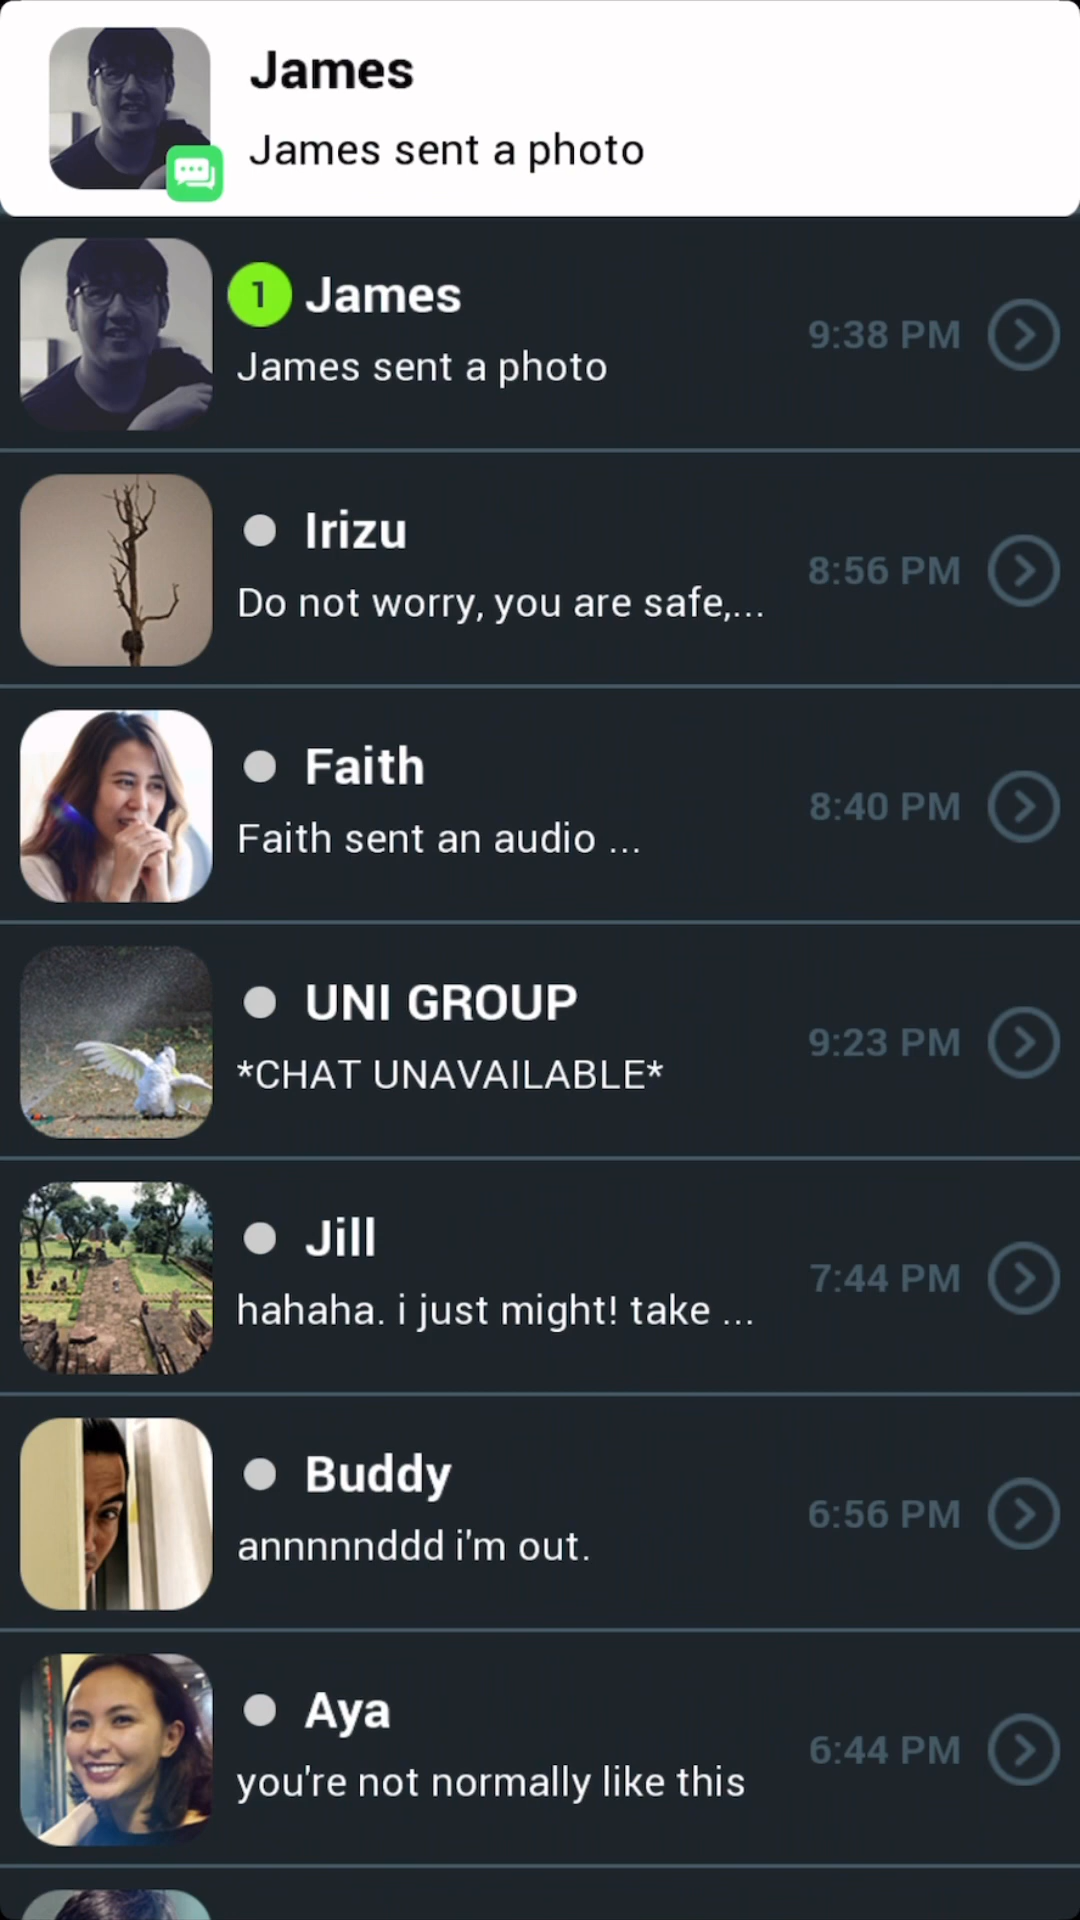 James
James sent a photo
1 James
9:38 PM
James sent a photo
Irizu
8:56 PM
Do not worry, you are safe,...
Faith
8:40 PM
Faith sent an audio ...
UNI GROUP
9:23 PM
*CHAT UNAVAILABLE*
Jill
7:44 PM
hahaha. i just might! take ...
Buddy
6:56 PM
annnnnddd i'm out.
Aya
6:44 PM
you're not normally like this